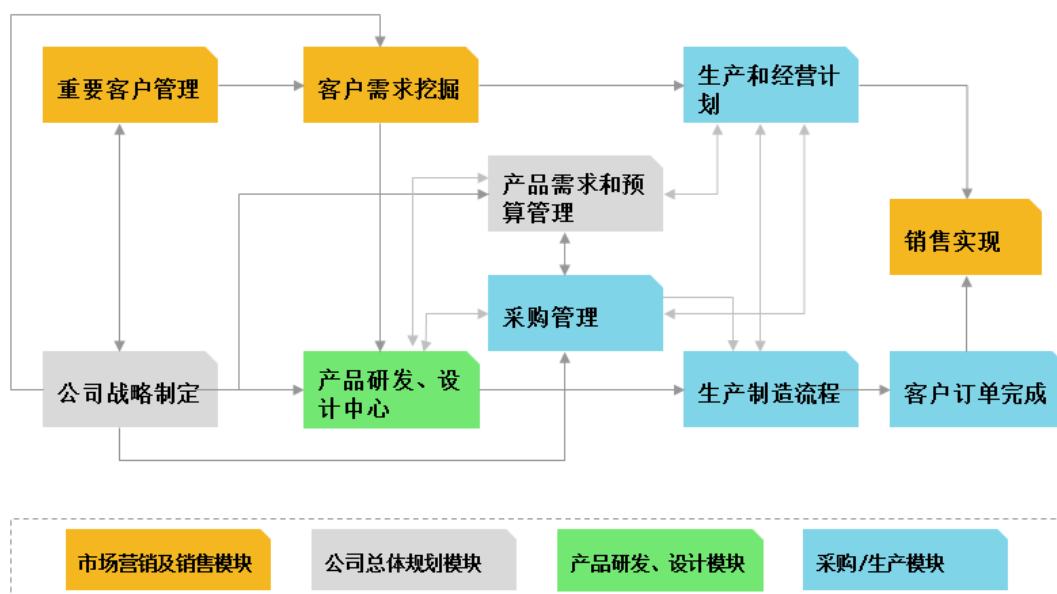 重要客户管理
客户需求挖掘
生产和经营计
划
产品需求和预
算管理
销售实现
采购管理
公司战略制定
产品研发、设
计中心
生产制造流程
客户订单完成
市场营销及销售模块
公司总体规划模块
产品研发、设计模块
采购/生产模块